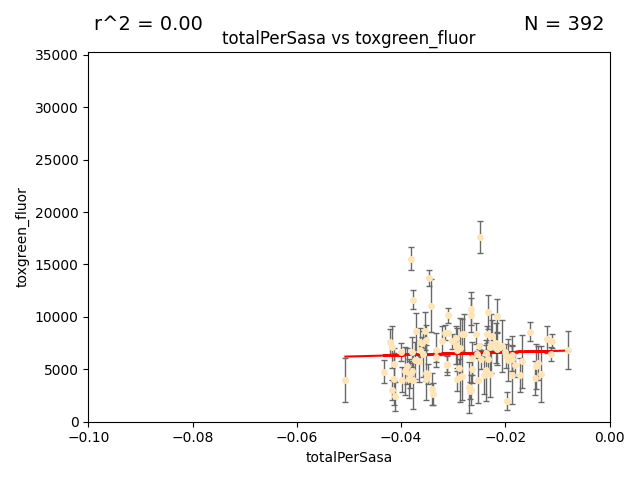 r^2 = 0.00
N = 392
totalPerSasa vs toxgreen_fluor
35000
30000
25000
20000
15000
10000
5000
0
toxgreen_fluor
−0.10
−0.08
−0.06
−0.04
−0.02
0.00
totalPerSasa